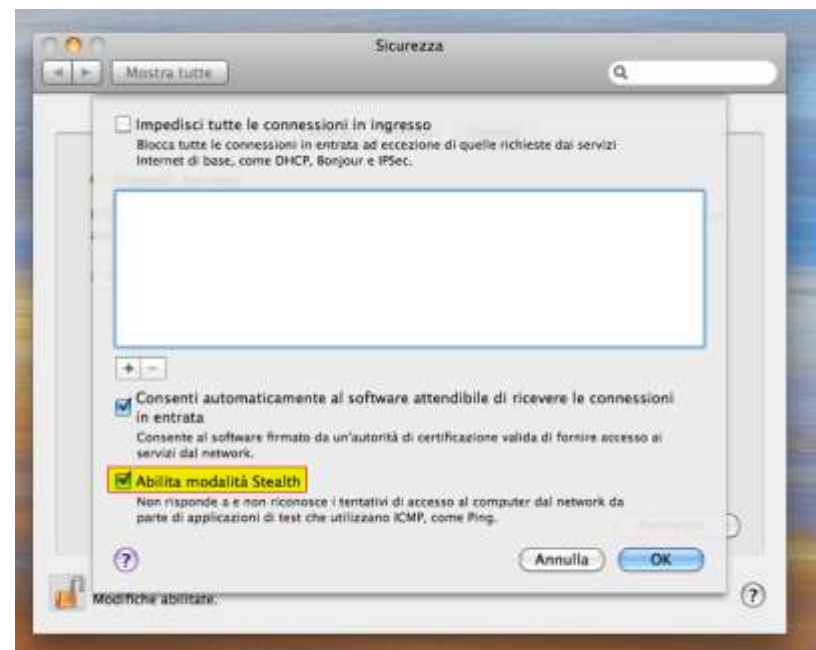 Sicurezza
Mostra tutte
Impedisci tutte le connessioni in ingresso
Blocca tutte le connessioni in entrata ad eccezione di quelle richieste dai servizi
Internet di base, come DHCP, Bonjour e IPSec.
+ −
Consenti automaticamente al software attendibile di ricevere le connessioni
in entrata
Consente al software firmato da un'autorità di certificazione valida di fornire accesso ai
servizi dal network.
Abilita modalità Stealth
Non risponde a e non riconosce i tentativi di accesso al computer dal network da
parte di applicazioni di test che utilizzano ICMP, come Ping.
? Annulla OK
Modifiche abilitate. ?